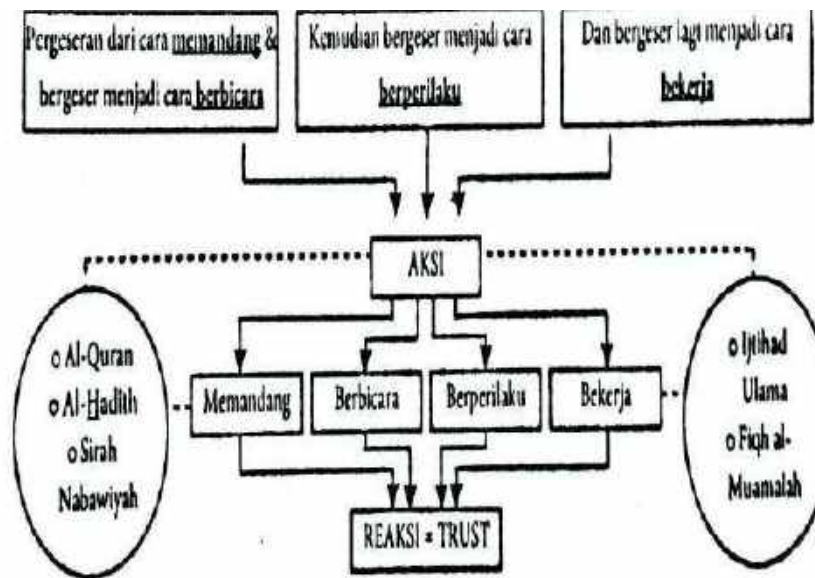 Pergeseran dari cara memandang &
bergeser menjadi cara berbicara
Kemudian bergeser menjadi cara
berperilaku
Dan bergeser lagi menjadi cara
bekerja
AKSI
o Al-Quran
o Al-Hadith
o Sirah
Nabawiyah
Memandang
Berbicara
Berperilaku
Bekerja
o Ijtihad
Ulama
o Fiqh al-
Muamalah
REAKSI = TRUST